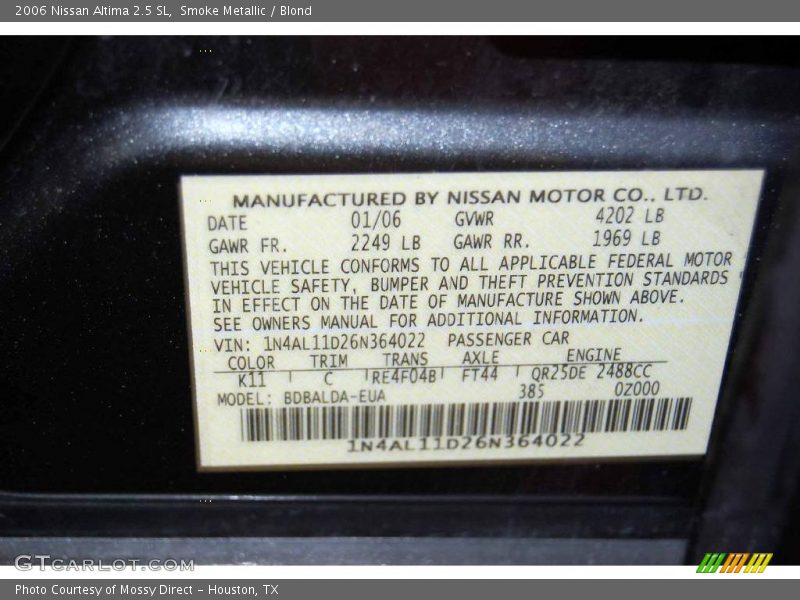 2006 Nissan Altima 2.5 SL,  Smoke Metallic / Blond
MANUFACTURED BY NISSAN MOTOR CO., LTD.
DATE 01/06 GVWR 4202 LB
GAWR FR. 2249 LB GAWR RR. 1969 LB
THIS VEHICLE CONFORMS TO ALL APPLICABLE FEDERAL MOTOR
VEHICLE SAFETY, BUMPER AND THEFT PREVENTION STANDARDS
IN EFFECT ON THE DATE OF MANUFACTURE SHOWN ABOVE.
SEE OWNERS MANUAL FOR ADDITIONAL INFORMATION.
VIN: 1N4AL11D26N364022 PASSENGER CAR
COLOR TRIM TRANS AXLE ENGINE
K11 C RE4F04B FT44 QR25DE 2488CC
MODEL: BDBALDA-EUA 385 0Z000
1N4AL11D26N364022
GTCARLOT.COM
Photo Courtesy of Mossy Direct - Houston, TX